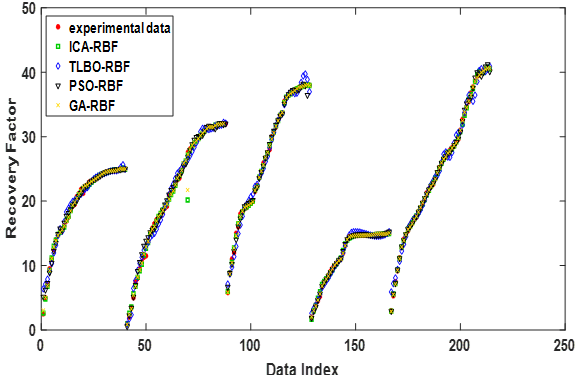 50
40
30
20
10
0
Recovery Factor
experimental data
ICA-RBF
TLBO-RBF
PSO-RBF
GA-RBF
0 50 100 150 200 250
Data Index